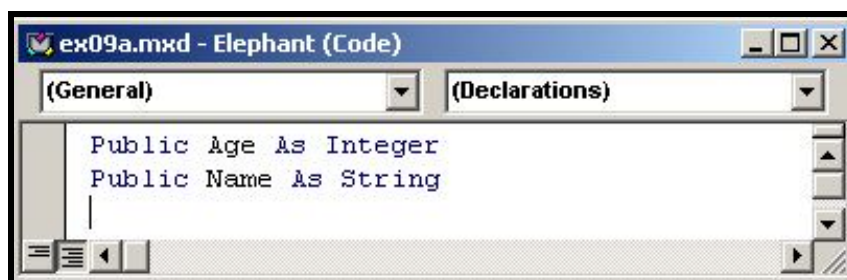 ex09a.mxd - Elephant (Code)
(General) (Declarations)
Public Age As Integer
Public Name As String